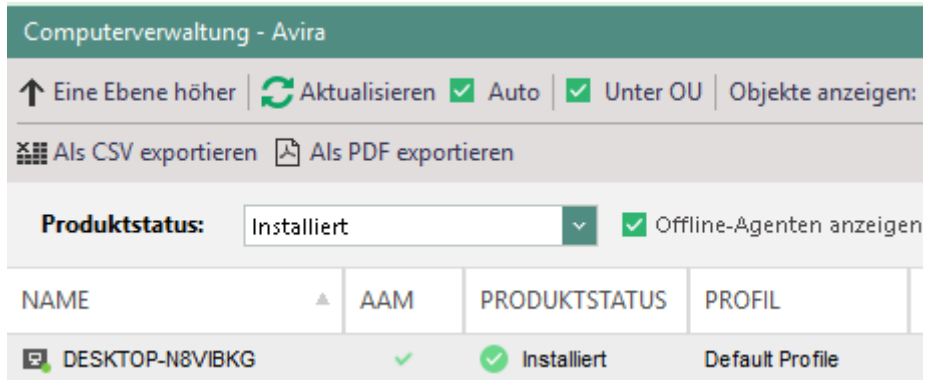 Computerverwaltung - Avira
Eine Ebene höher Aktualisieren Auto Unter OU Objekte anzeigen:
Als CSV exportieren Als PDF exportieren
Produktstatus: Installiert Offline-Agenten anzeigen
NAME AAM PRODUKTSTATUS PROFIL
DESKTOP-N8VIBKG Installiert Default Profile